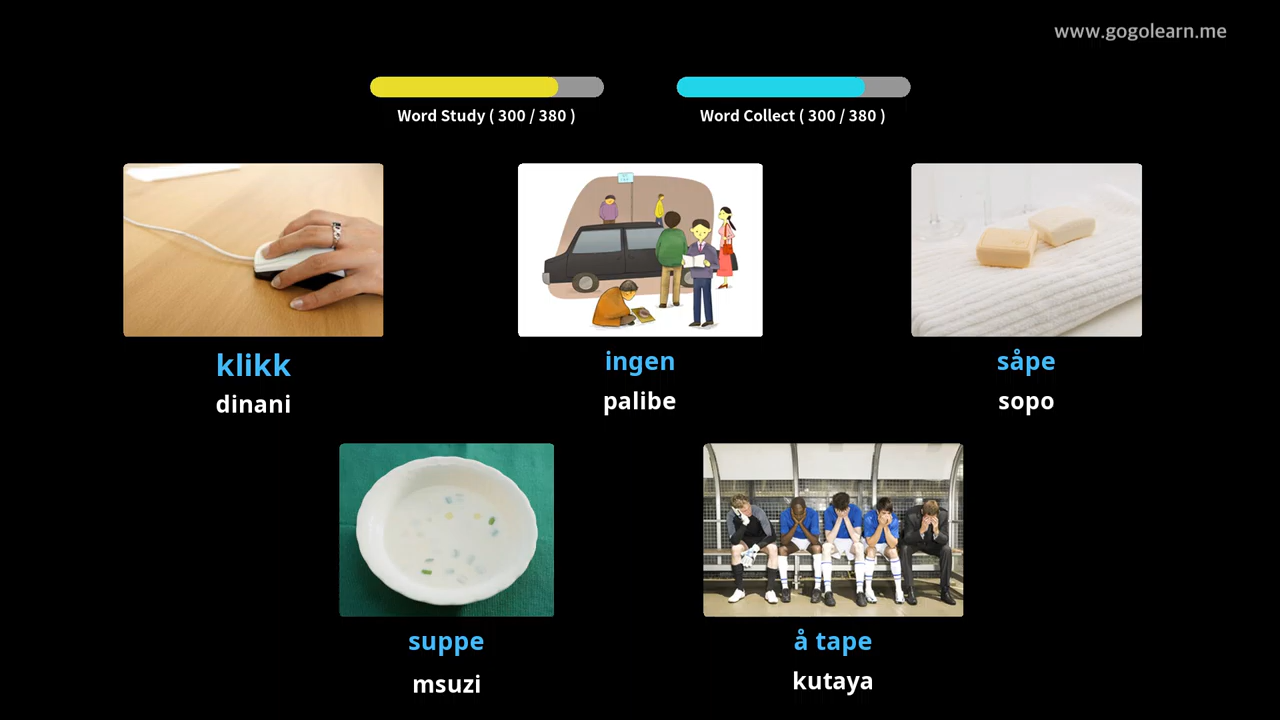 www.gogolearn.me
Word Study ( 300 / 380 )
Word Collect ( 300 / 380 )
klikk
dinani
ingen
palibe
såpe
sopo
suppe
msuzi
å tape
kutaya